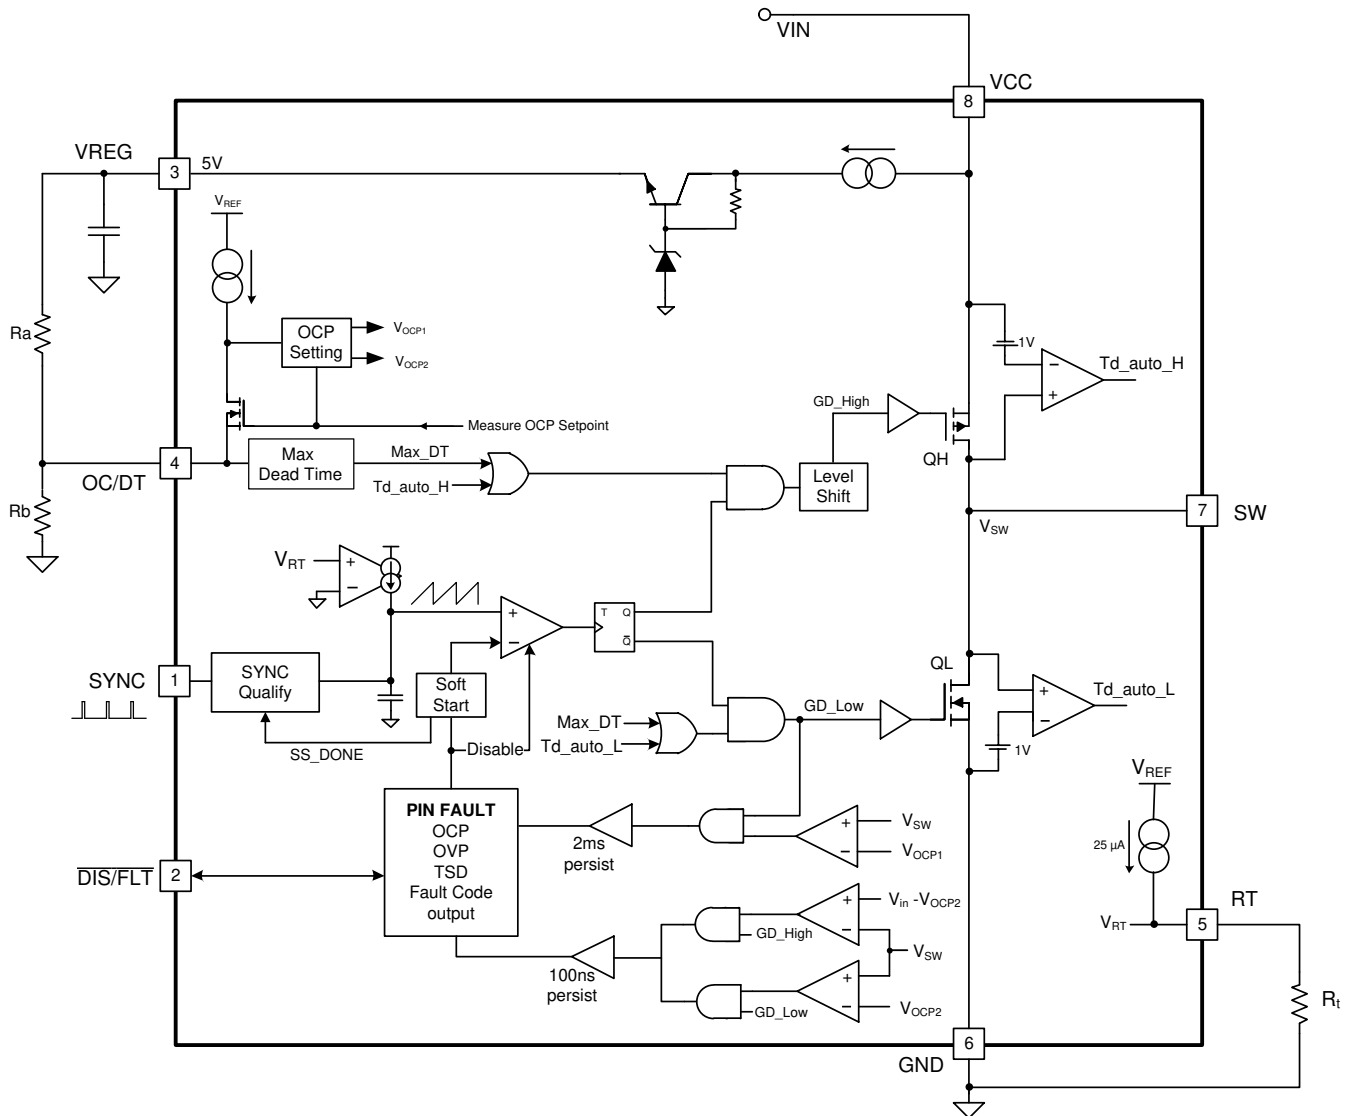 VIN
VCC
8
VREG
3
5V
VREF
Ra
OCP
Setting
VOCP1
VOCP2
1V
−
+
Td_auto_H
GD_High
Measure OCP Setpoint
4
OC/DT
Max
Dead Time
Max_DT
Td_auto_H
Level
Shift
QH
Rb
VSW
7
SW
VRT
+
−
+
−
T
Q
Q̅
SYNC
1
SYNC
Qualify
Soft
Start
SS_DONE
Disable
Max_DT
Td_auto_L
GD_Low
QL
+
−
1V
Td_auto_L
VREF
25 µA
PIN FAULT
OCP
OVP
TSD
Fault Code
output
2ms
persist
+
−
VSW
VOCP1
DIS/FLT
2
100ns
persist
GD_High
+
−
Vin -VOCP2
VSW
GD_Low
+
−
VOCP2
RT
VRT
5
Rt
6
GND